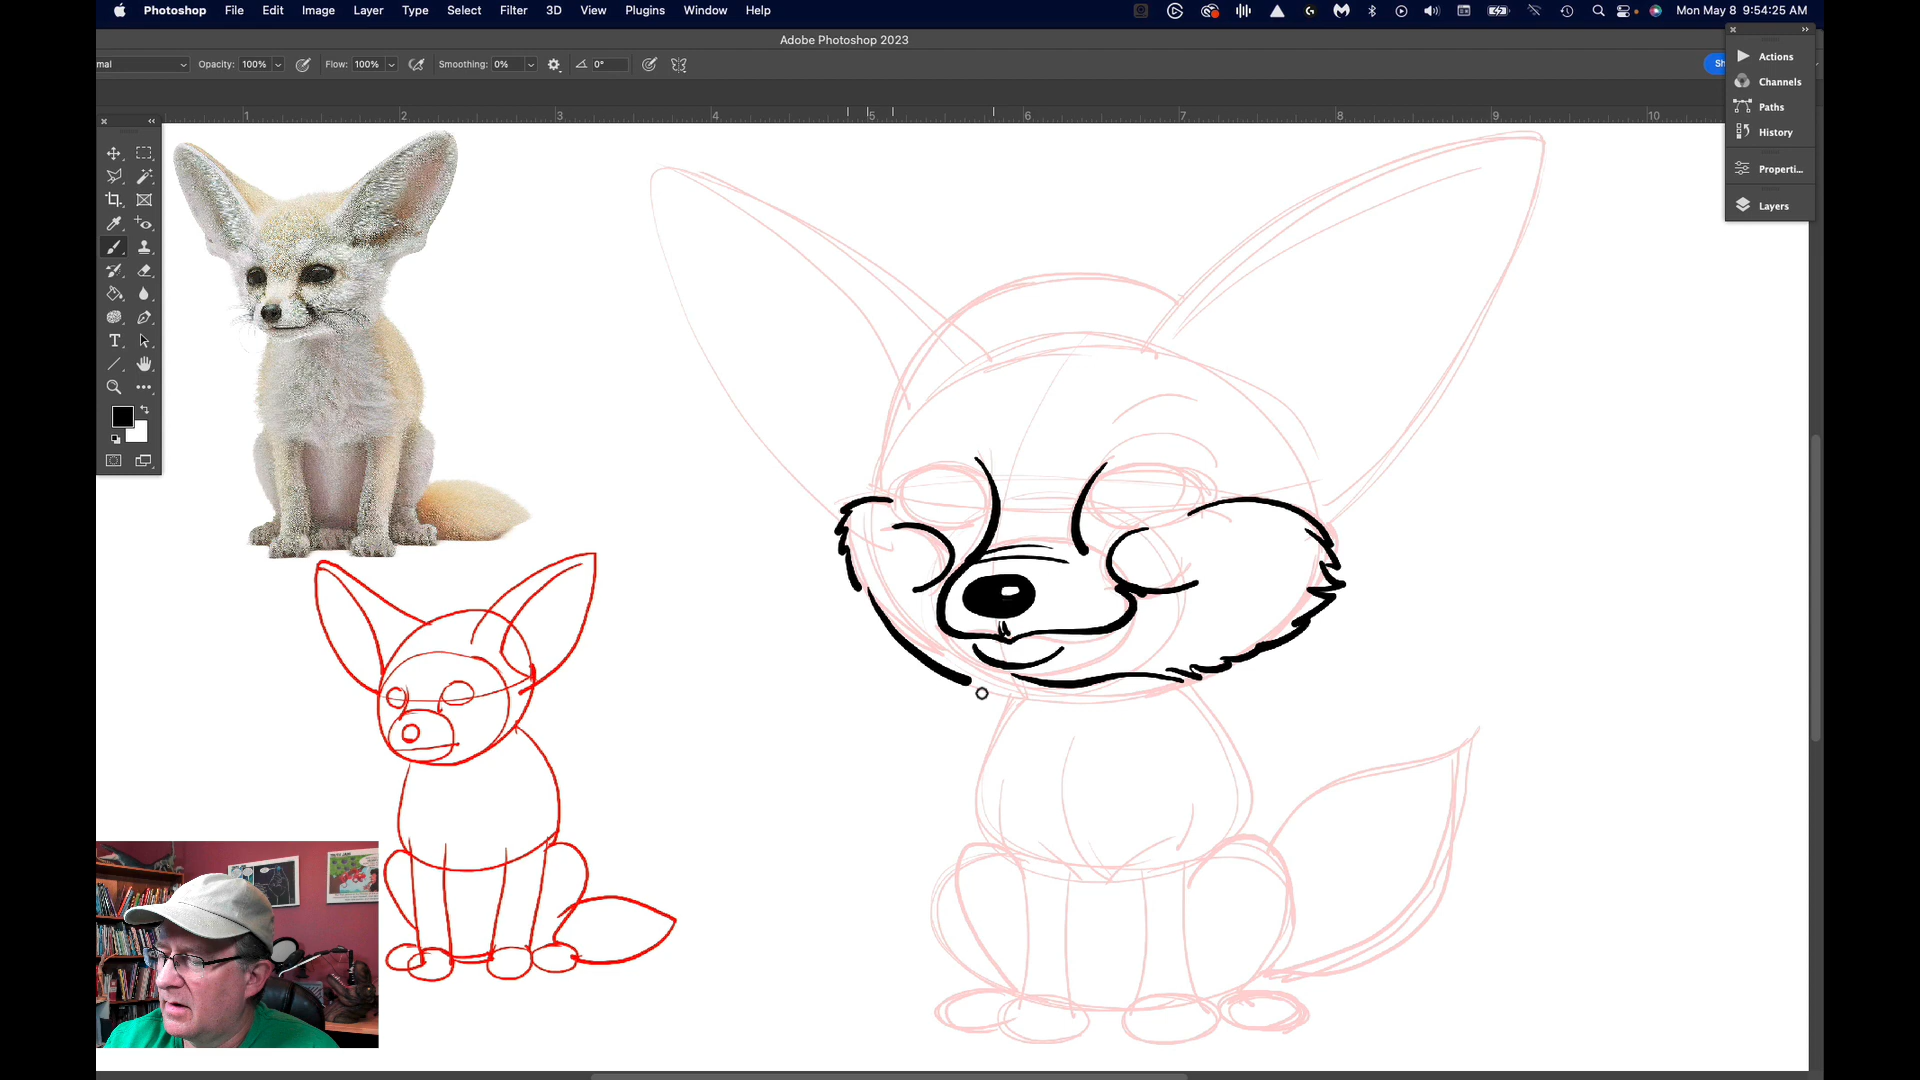 Photoshop File Edit Image Layer Type Select Filter 3D View Plugins Window Help Mon May 8 9:54:25 AM
Adobe Photoshop 2023
mal Opacity: 100% Flow: 100% Smoothing: 0% 0° Sh
Actions
Channels
Paths
History
Properti...
Layers
1 2 3 4 5 6 7 8 9 10